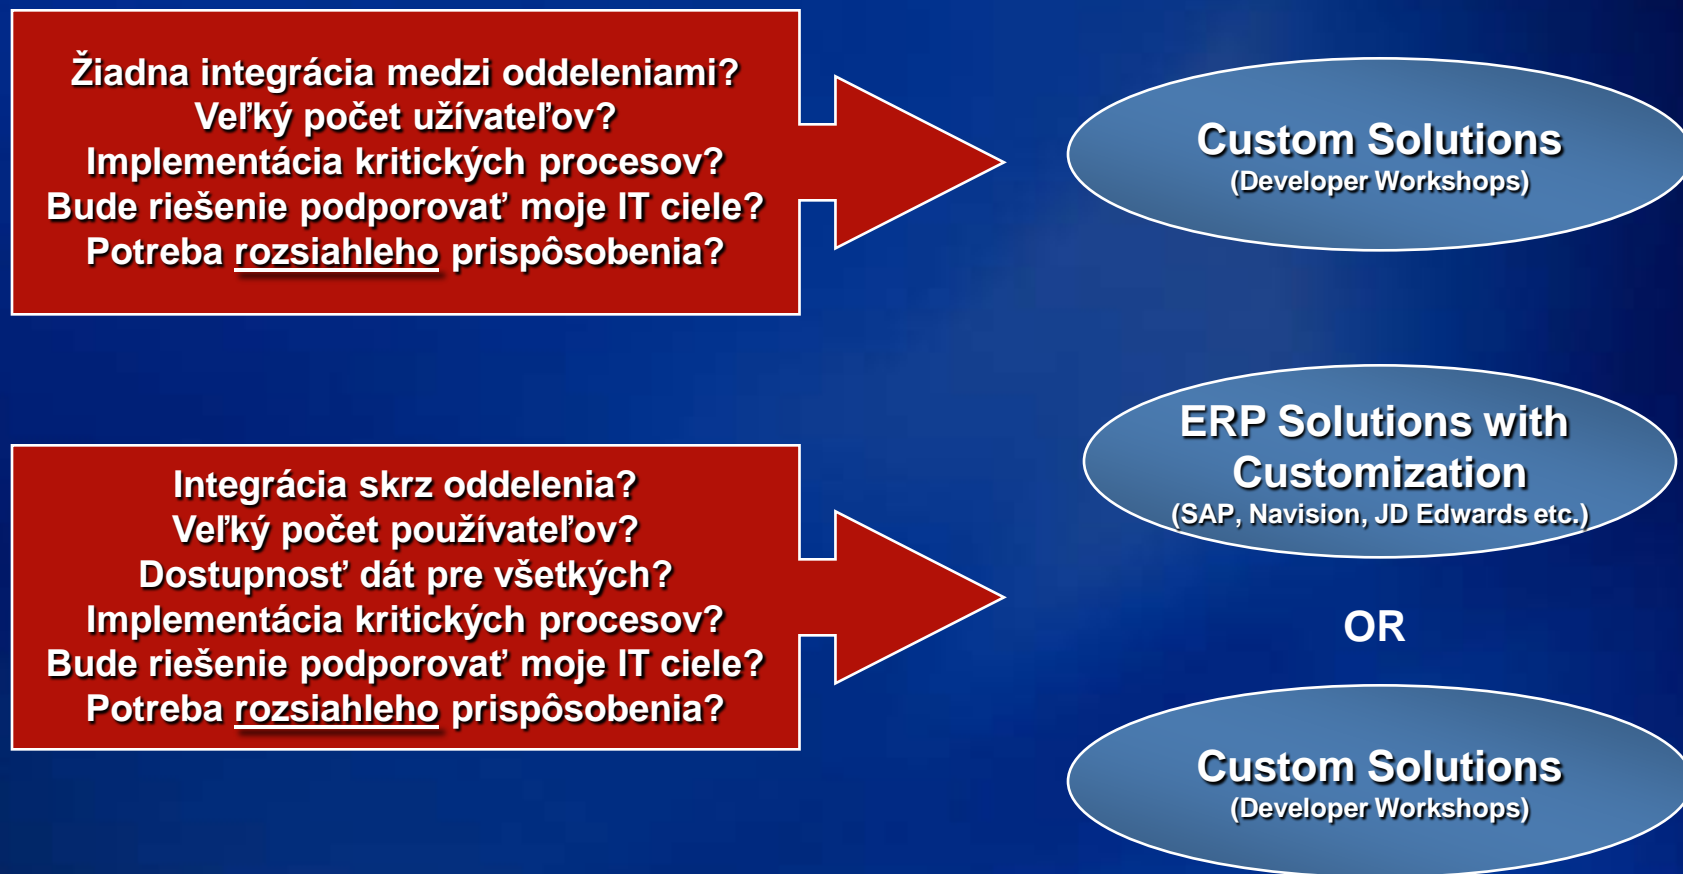 Žiadna integrácia medzi oddeleniami?
Veľký počet užívateľov?
Implementácia kritických procesov?
Bude riešenie podporovať moje IT ciele?
Potreba rozsiahleho prispôsobenia?
Custom Solutions
(Developer Workshops)
Integrácia skrz oddelenia?
Veľký počet používateľov?
Dostupnosť dát pre všetkých?
Implementácia kritických procesov?
Bude riešenie podporovať moje IT ciele?
Potreba rozsiahleho prispôsobenia?
ERP Solutions with
Customization
(SAP, Navision, JD Edwards etc.)
OR
Custom Solutions
(Developer Workshops)